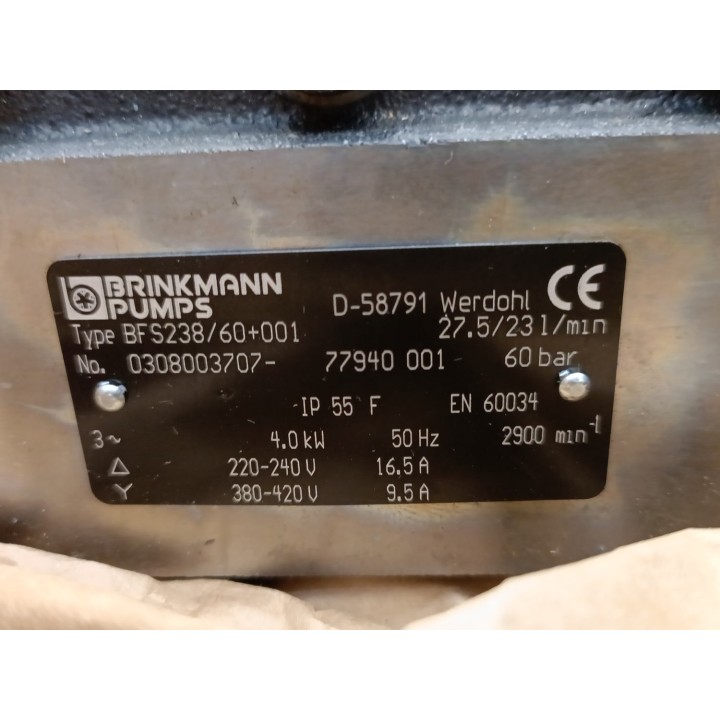 BRINKMANN
PUMPS
D-58791 Werdohl CE
Type BFS238/60+001 27.5/23 l/min
No. 0308003707- 77940 001 60 bar
IP 55 F EN 60034
3~ 4.0 kW 50 Hz 2900 min⁻¹
Δ 220-240 V 16.5 A
Y 380-420 V 9.5 A